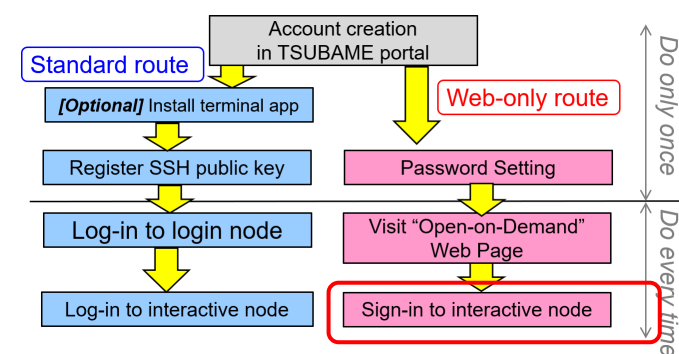 Account creation
in TSUBAME portal
Standard route
Web-only route
[Optional] Install terminal app
Register SSH public key
Password Setting
Do only once
Log-in to login node
Visit “Open-on-Demand”
Web Page
Log-in to interactive node
Sign-in to interactive node
Do every time